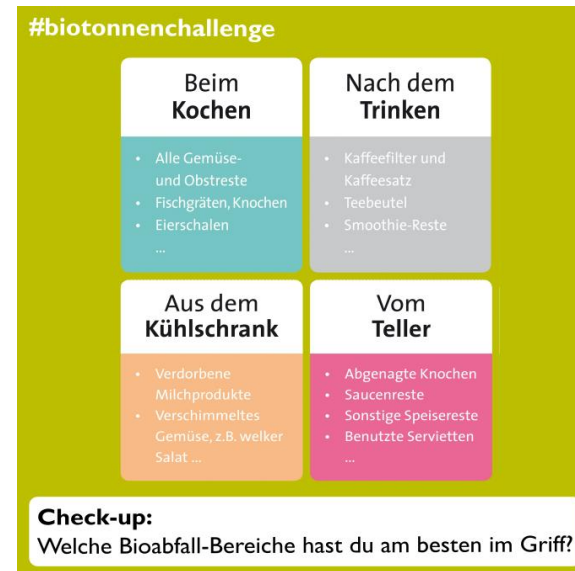 #biotonnenchallenge
Beim
Kochen
• Alle Gemüse-
und Obstreste
• Fischgräten, Knochen
• Eierschalen
...
Nach dem
Trinken
• Kaffeefilter und
Kaffeesatz
• Teebeutel
• Smoothie-Reste
...
Aus dem
Kühlschrank
• Verdorbene
Milchprodukte
• Verschimmeltes
Gemüse, z.B. welker
Salat ...
Vom
Teller
• Abgenagte Knochen
• Saucenreste
• Sonstige Speisereste
• Benutzte Servietten
...
Check-up:
Welche Bioabfall-Bereiche hast du am besten im Griff?